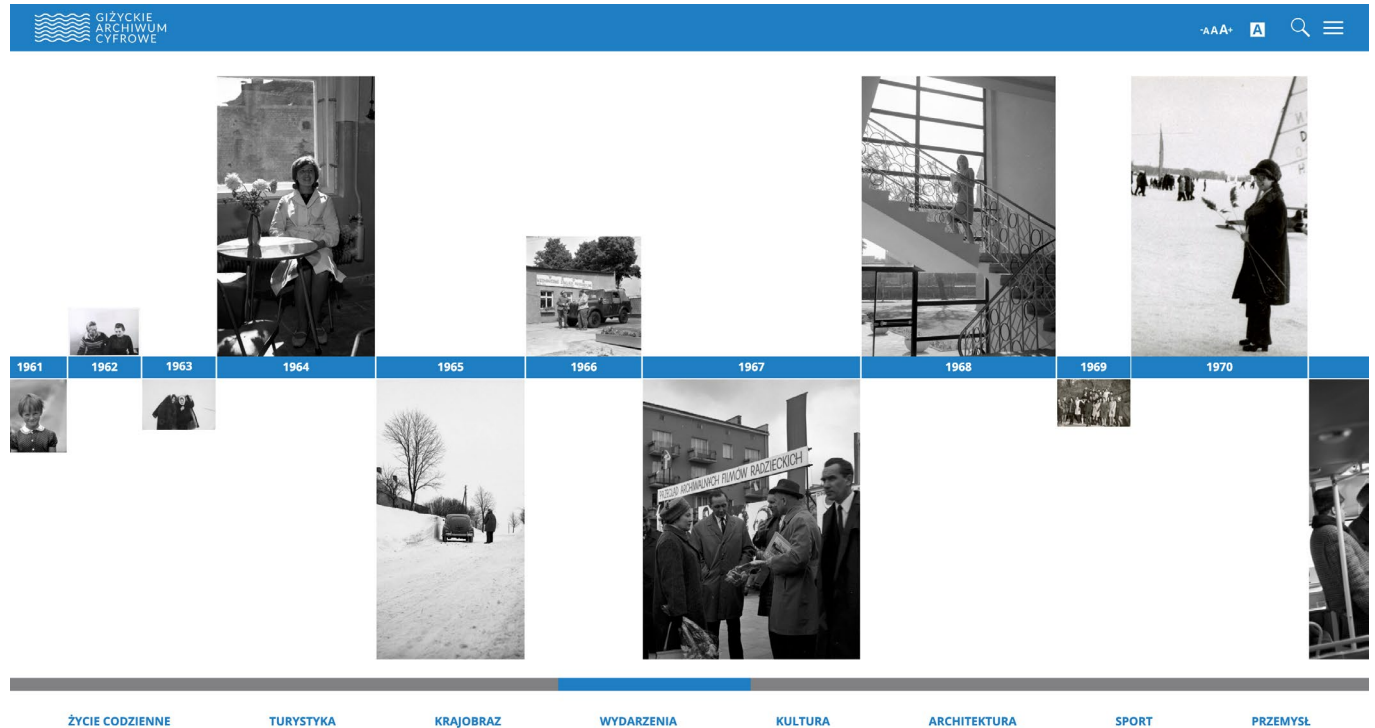 GIŻYCKIE
ARCHIWUM
CYFROWE
-AAA+
A
1961
1962
1963
1964
1965
1966
1967
1968
1969
1970
PRZEGLĄD ARCHIWALNYCH FILMÓW RADZIECKICH
ŻYCIE CODZIENNE
TURYSTYKA
KRAJOBRAZ
WYDARZENIA
KULTURA
ARCHITEKTURA
SPORT
PRZEMYSŁ